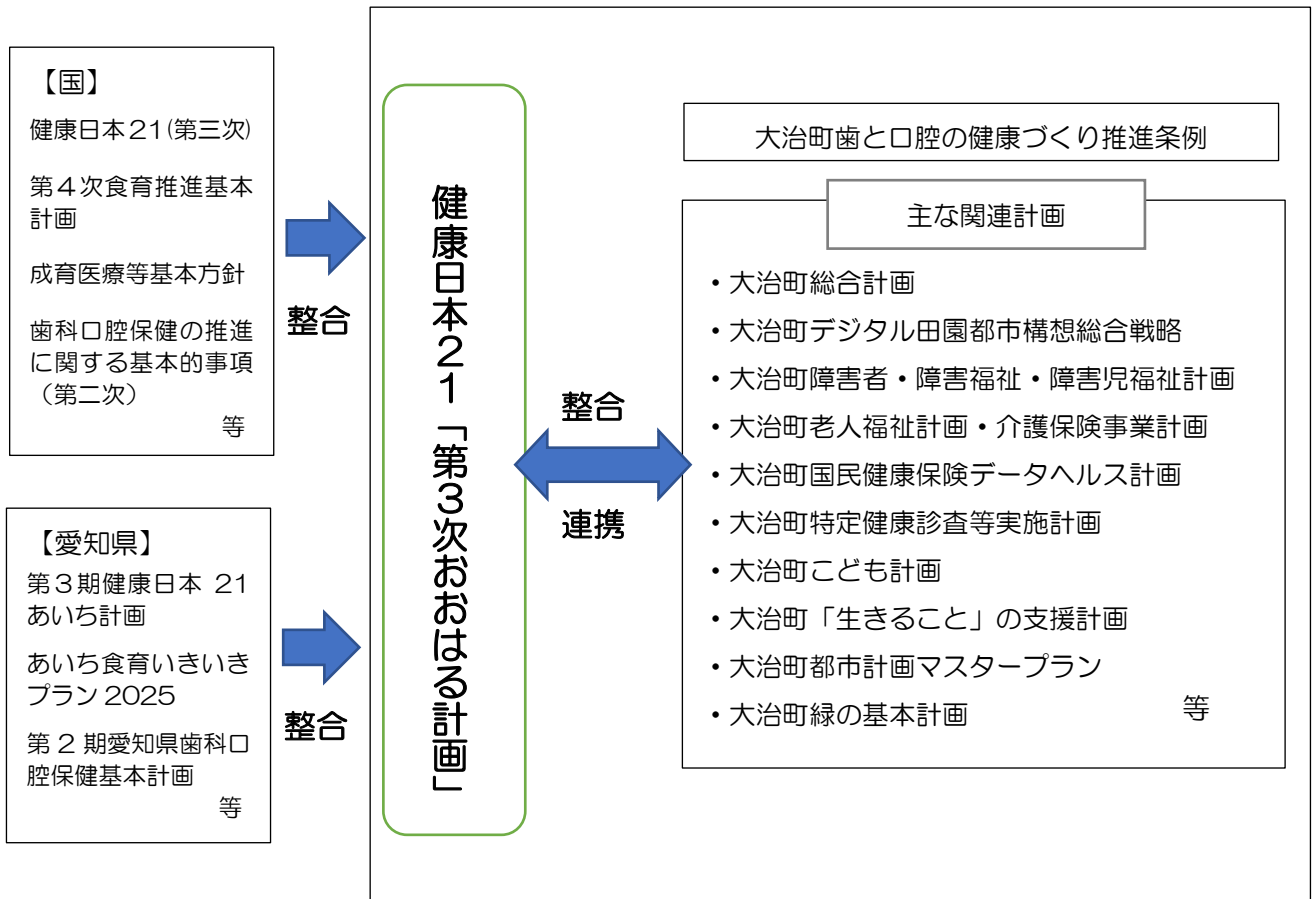 【国】
健康日本21(第三次)
第4次食育推進基本
計画
成育医療等基本方針
歯科口腔保健の推進
に関する基本的事項
（第二次）
等
整合
【愛知県】
第3期健康日本 21
あいち計画
あいち食育いきいき
プラン 2025
第 2 期愛知県歯科口
腔保健基本計画
等
整合
健康日本21「第3次おおはる計画」
整合
連携
大治町歯と口腔の健康づくり推進条例
主な関連計画
・大治町総合計画
・大治町デジタル田園都市構想総合戦略
・大治町障害者・障害福祉・障害児福祉計画
・大治町老人福祉計画・介護保険事業計画
・大治町国民健康保険データヘルス計画
・大治町特定健康診査等実施計画
・大治町こども計画
・大治町「生きること」の支援計画
・大治町都市計画マスタープラン
・大治町緑の基本計画
等